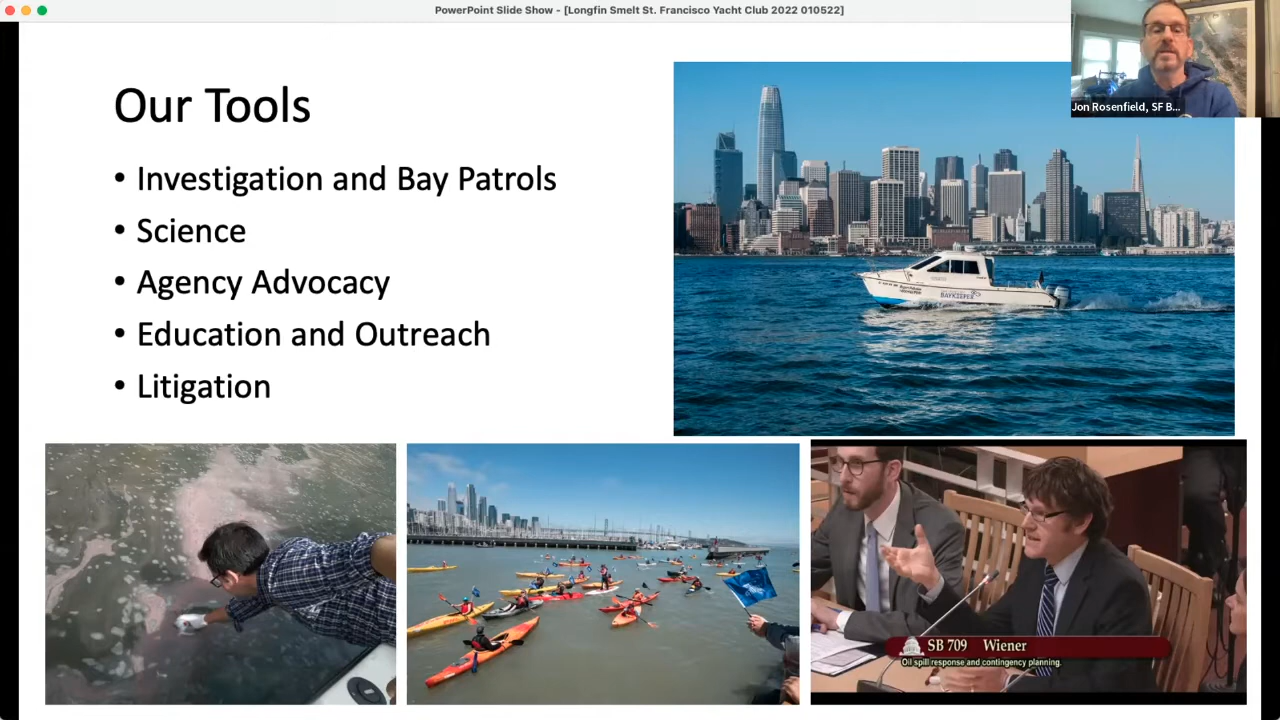 PowerPoint Slide Show - [Longfin Smelt St. Francisco Yacht Club 2022 010522]
Jon Rosenfield, SF B...
Our Tools
• Investigation and Bay Patrols
• Science
• Agency Advocacy
• Education and Outreach
• Litigation
BAYKEEPER
SB 709 Wiener
Oil spill response and contingency planning.